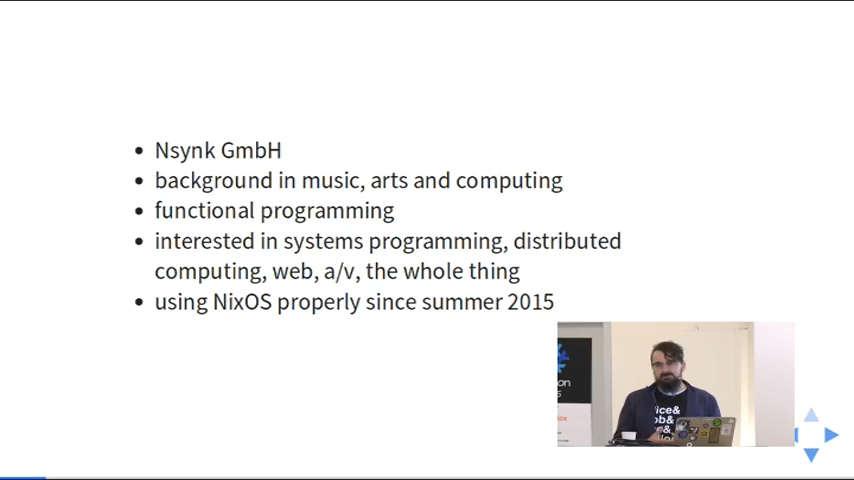 Nsynk GmbH
background in music, arts and computing
functional programming
interested in systems programming, distributed
computing, web, a/v, the whole thing
using NixOS properly since summer 2015